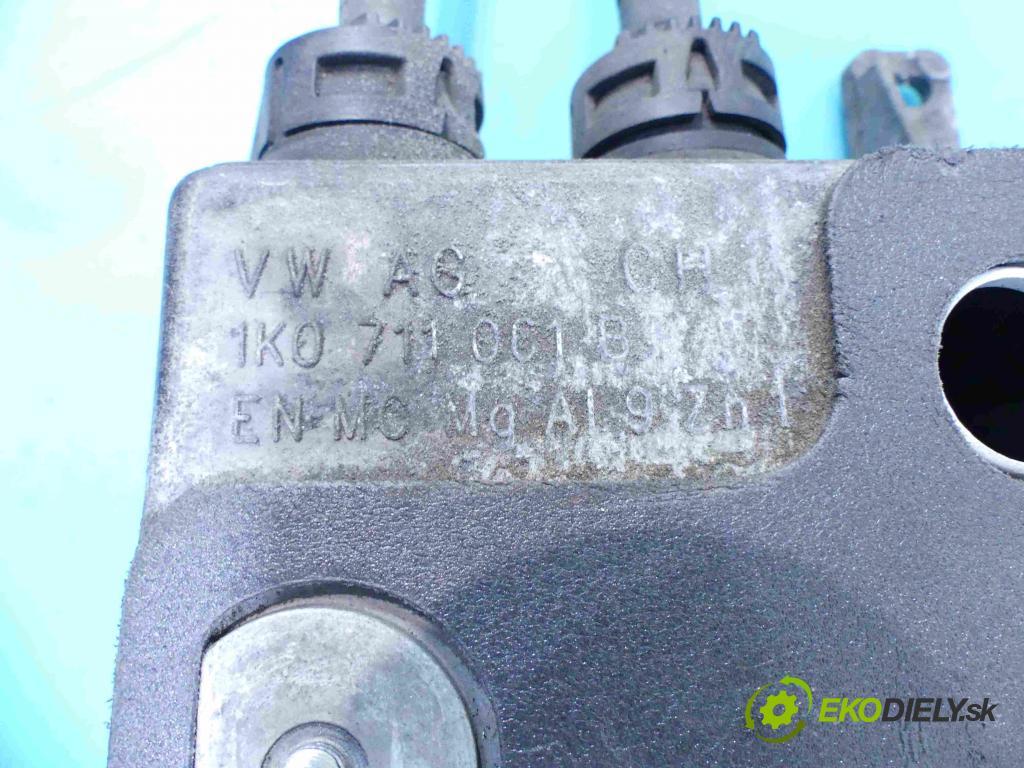 VW AG CH
1K0 711 061 B
EN-MC Mg Al 9 Zn 1
EKODIELY.sk